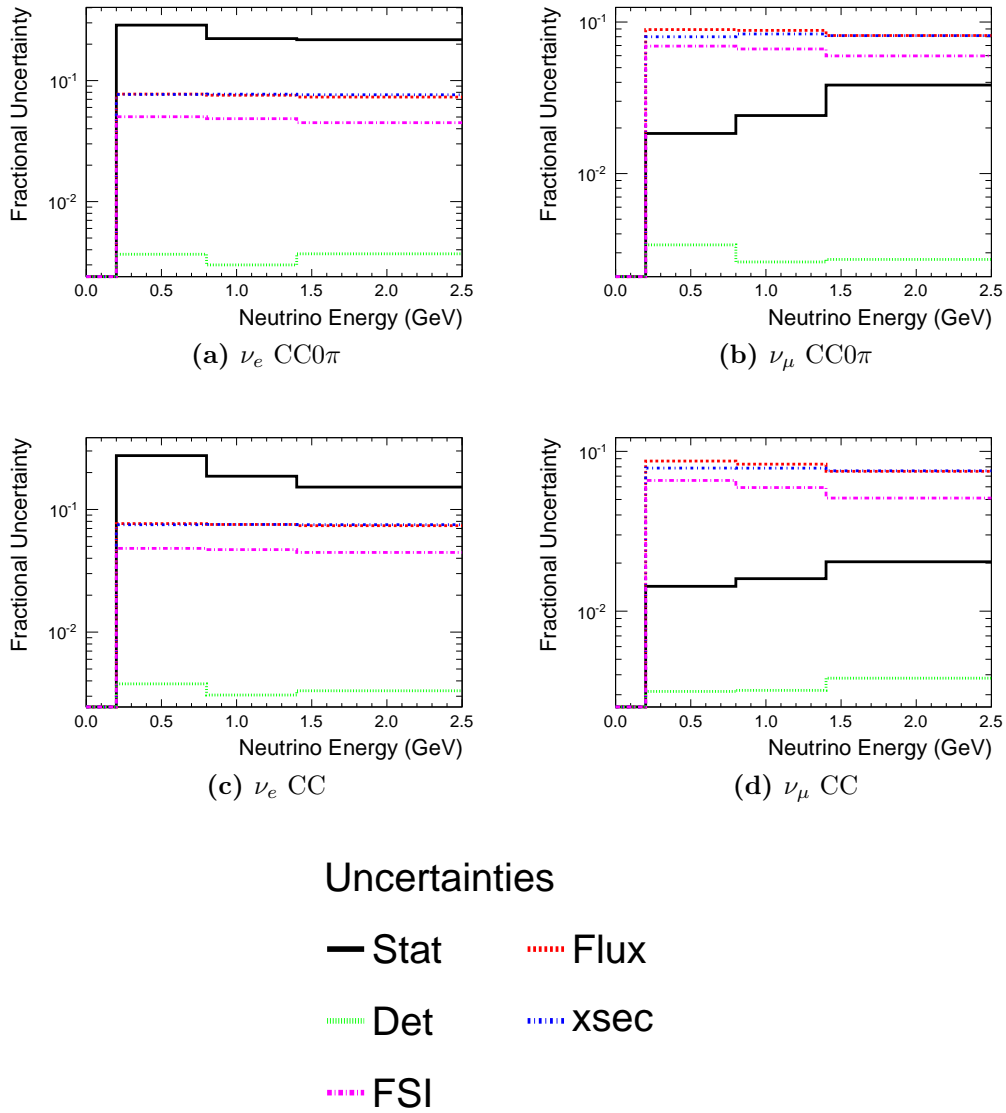 Fractional Uncertainty
10⁻¹
10⁻²
0.0 0.5 1.0 1.5 2.0 2.5
Neutrino Energy (GeV)
(a) νₑ CC0π
Fractional Uncertainty
10⁻¹
10⁻²
0.0 0.5 1.0 1.5 2.0 2.5
Neutrino Energy (GeV)
(b) ν_μ CC0π
Fractional Uncertainty
10⁻¹
10⁻²
0.0 0.5 1.0 1.5 2.0 2.5
Neutrino Energy (GeV)
(c) νₑ CC
Fractional Uncertainty
10⁻¹
10⁻²
0.0 0.5 1.0 1.5 2.0 2.5
Neutrino Energy (GeV)
(d) ν_μ CC
Uncertainties
Stat Flux
Det xsec
FSI